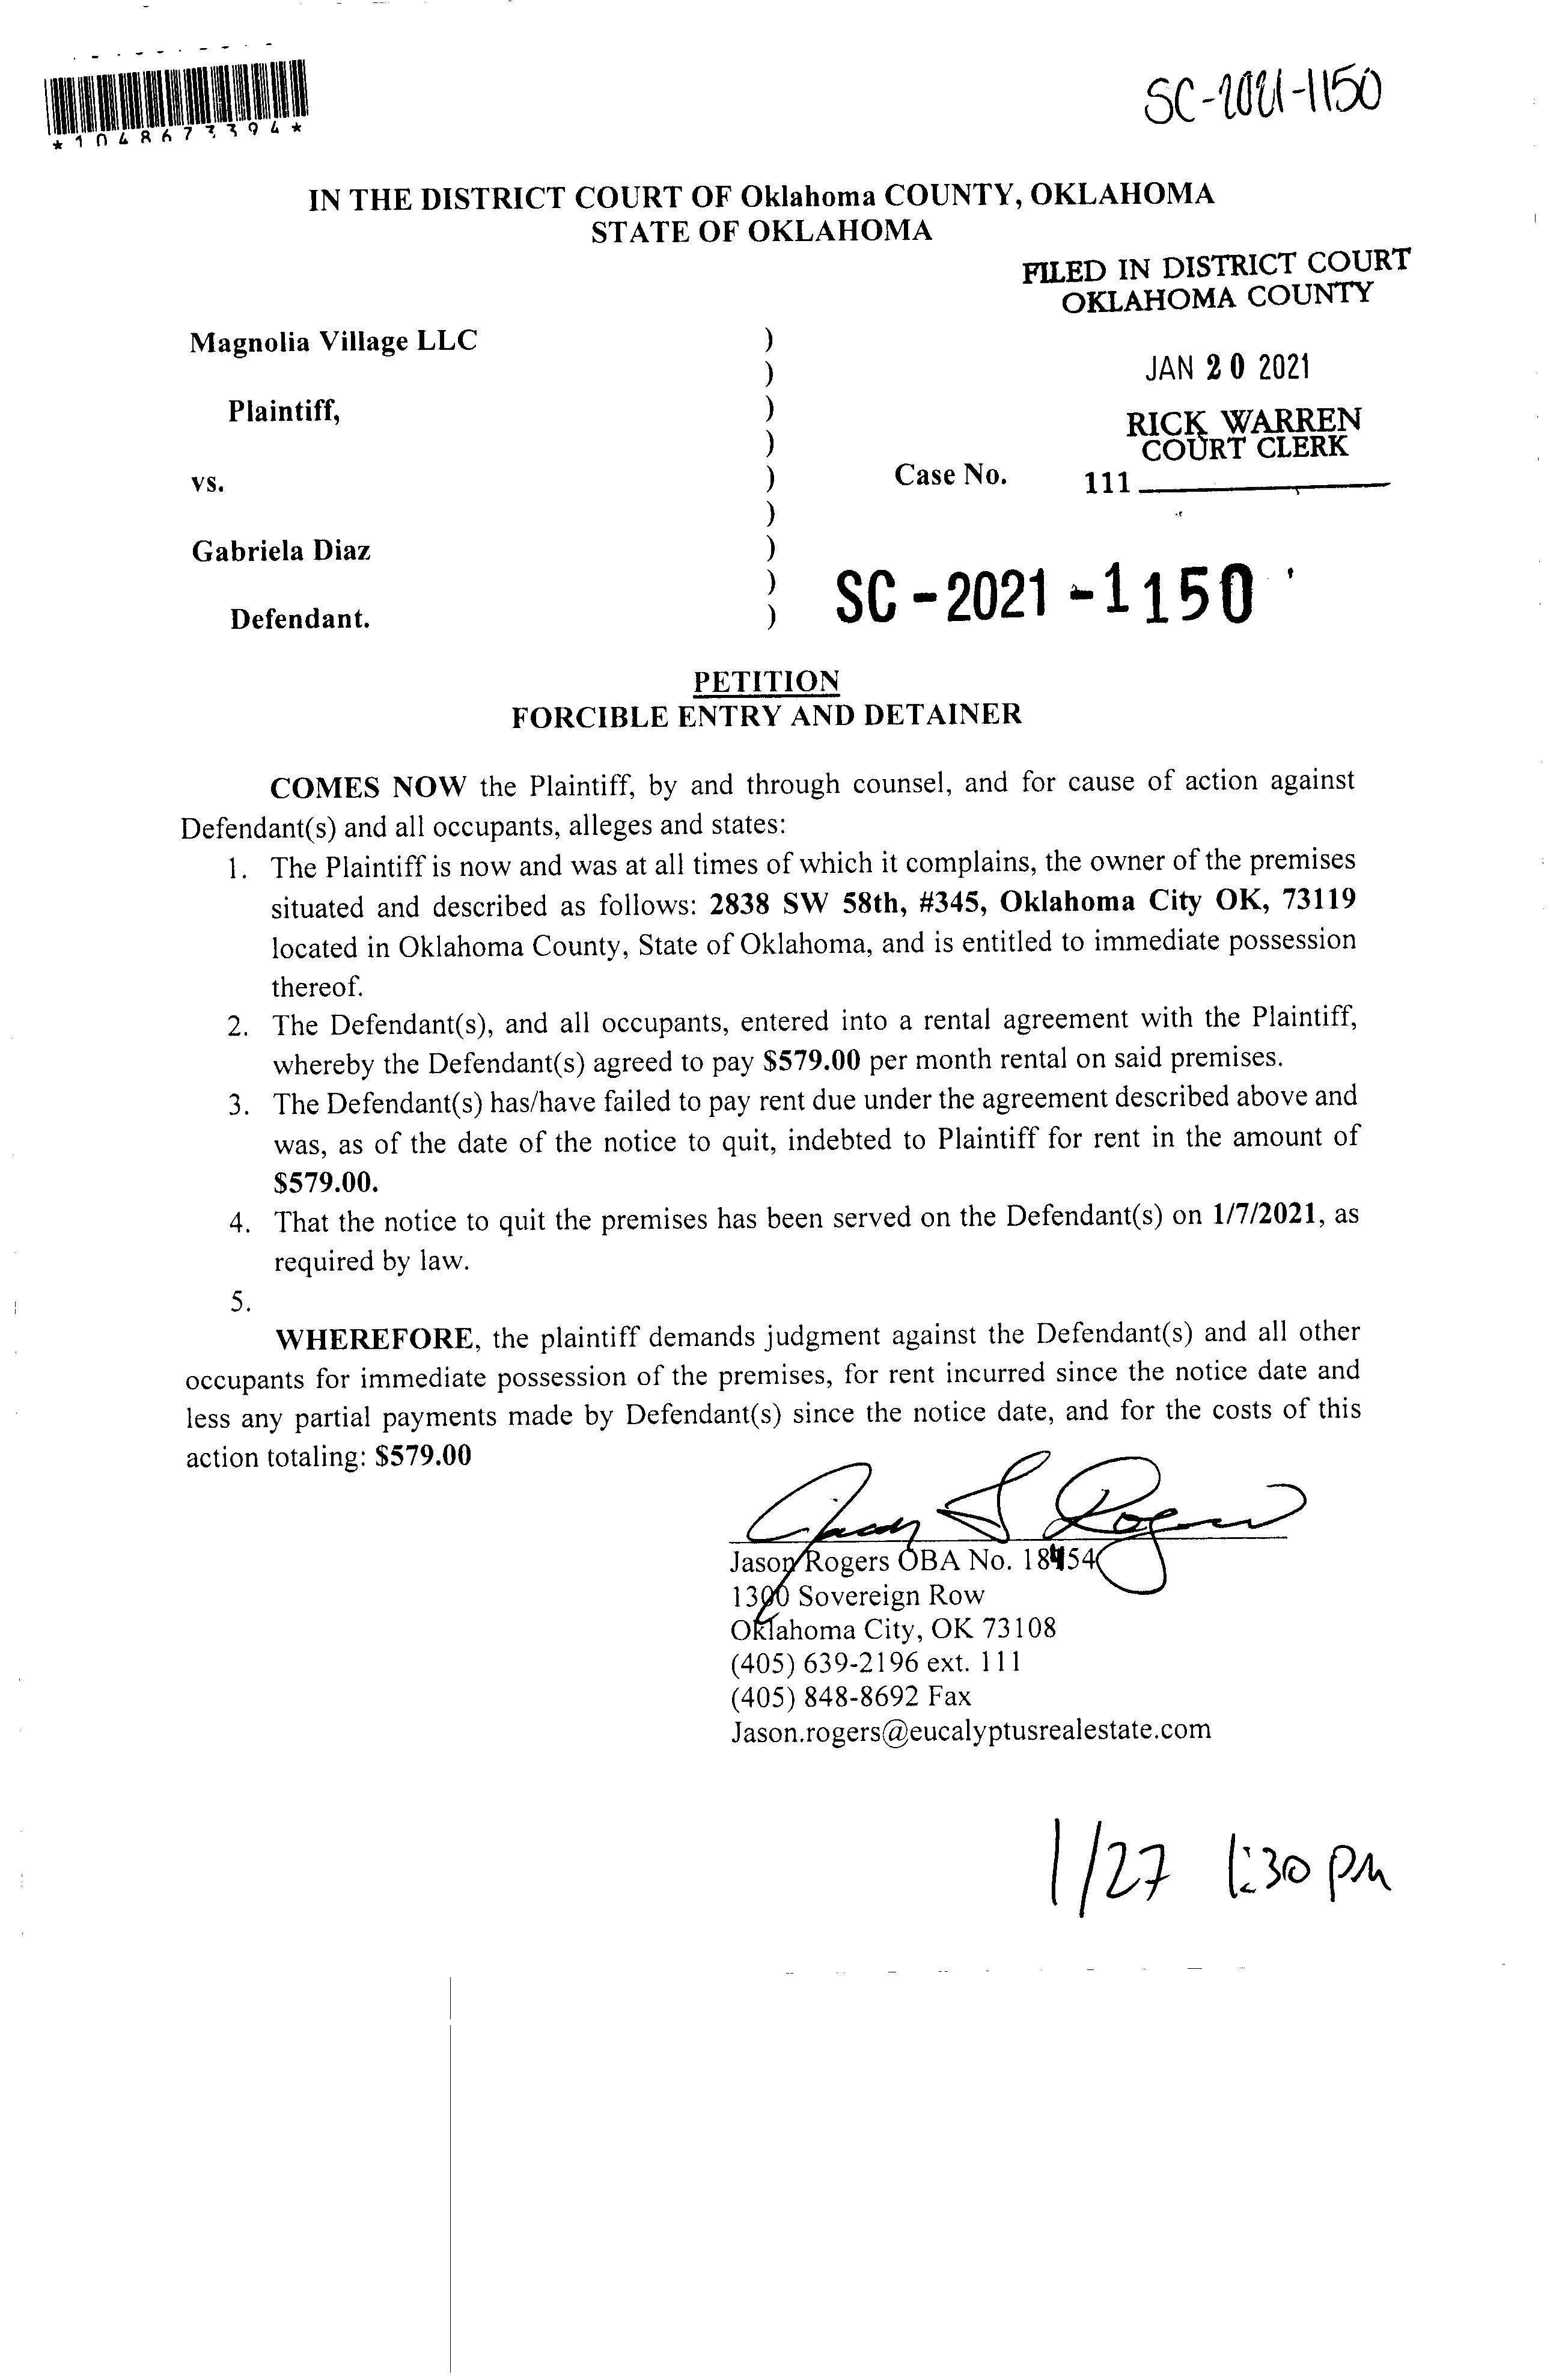 *1048673394*
SC-2021-1150
IN THE DISTRICT COURT OF Oklahoma COUNTY, OKLAHOMA
STATE OF OKLAHOMA
FILED IN DISTRICT COURT
OKLAHOMA COUNTY
Magnolia Village LLC )
)
JAN 20 2021
Plaintiff, )
RICK WARREN
COURT CLERK
)
vs. ) Case No. 111
)
Gabriela Diaz )
) SC-2021-1150
Defendant. )
PETITION
FORCIBLE ENTRY AND DETAINER
COMES NOW the Plaintiff, by and through counsel, and for cause of action against
Defendant(s) and all occupants, alleges and states:
1. The Plaintiff is now and was at all times of which it complains, the owner of the premises
situated and described as follows: 2838 SW 58th, #345, Oklahoma City OK, 73119
located in Oklahoma County, State of Oklahoma, and is entitled to immediate possession
thereof.
2. The Defendant(s), and all occupants, entered into a rental agreement with the Plaintiff,
whereby the Defendant(s) agreed to pay $579.00 per month rental on said premises.
3. The Defendant(s) has/have failed to pay rent due under the agreement described above and
was, as of the date of the notice to quit, indebted to Plaintiff for rent in the amount of
$579.00.
4. That the notice to quit the premises has been served on the Defendant(s) on 1/7/2021, as
required by law.
5.
WHEREFORE, the plaintiff demands judgment against the Defendant(s) and all other
occupants for immediate possession of the premises, for rent incurred since the notice date and
less any partial payments made by Defendant(s) since the notice date, and for the costs of this
action totaling: $579.00
Jason Rogers OBA No.
1300 Sovereign Row
Oklahoma City, OK 73108
(405) 639-2196 ext. 111
(405) 848-8692 Fax
Jason.rogers@eucalyptusrealestate.com
1/27 1:30 pm